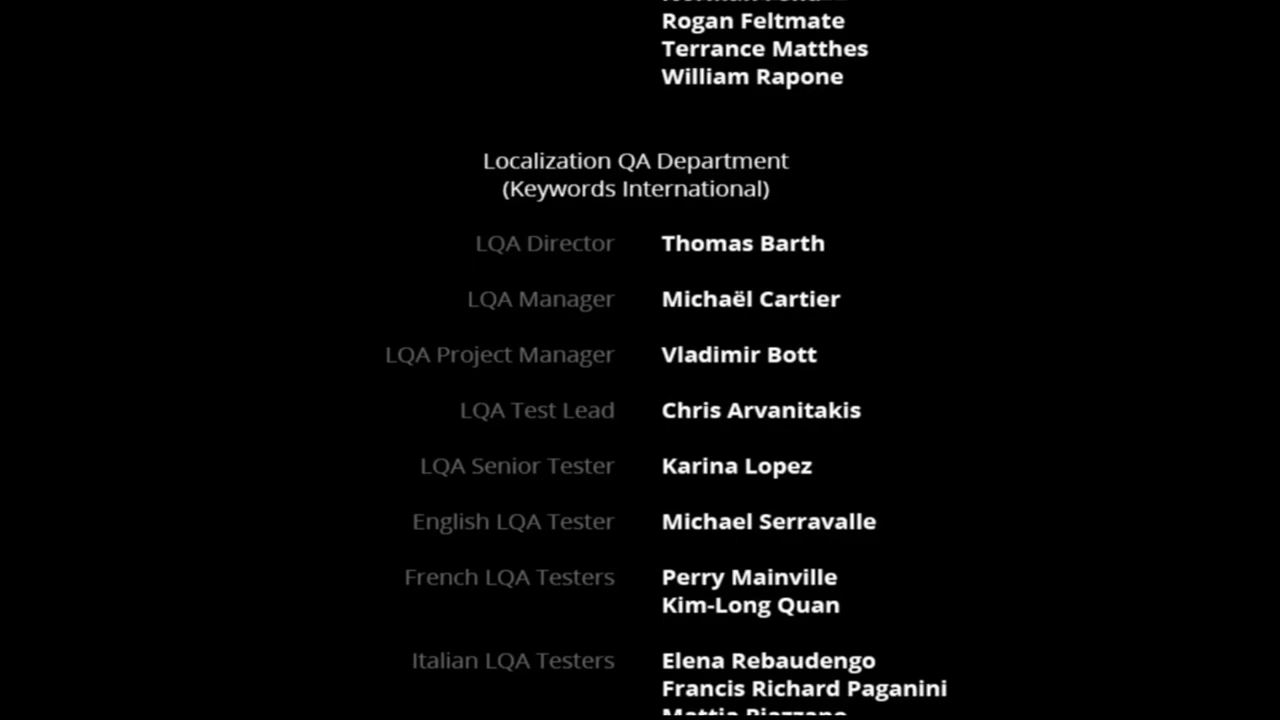 Rogan Feltmate
Terrance Matthes
William Rapone
Localization QA Department
(Keywords International)
LQA Director Thomas Barth
LQA Manager Michaël Cartier
LQA Project Manager Vladimir Bott
LQA Test Lead Chris Arvanitakis
LQA Senior Tester Karina Lopez
English LQA Tester Michael Serravalle
French LQA Testers Perry Mainville
Kim-Long Quan
Italian LQA Testers Elena Rebaudengo
Francis Richard Paganini